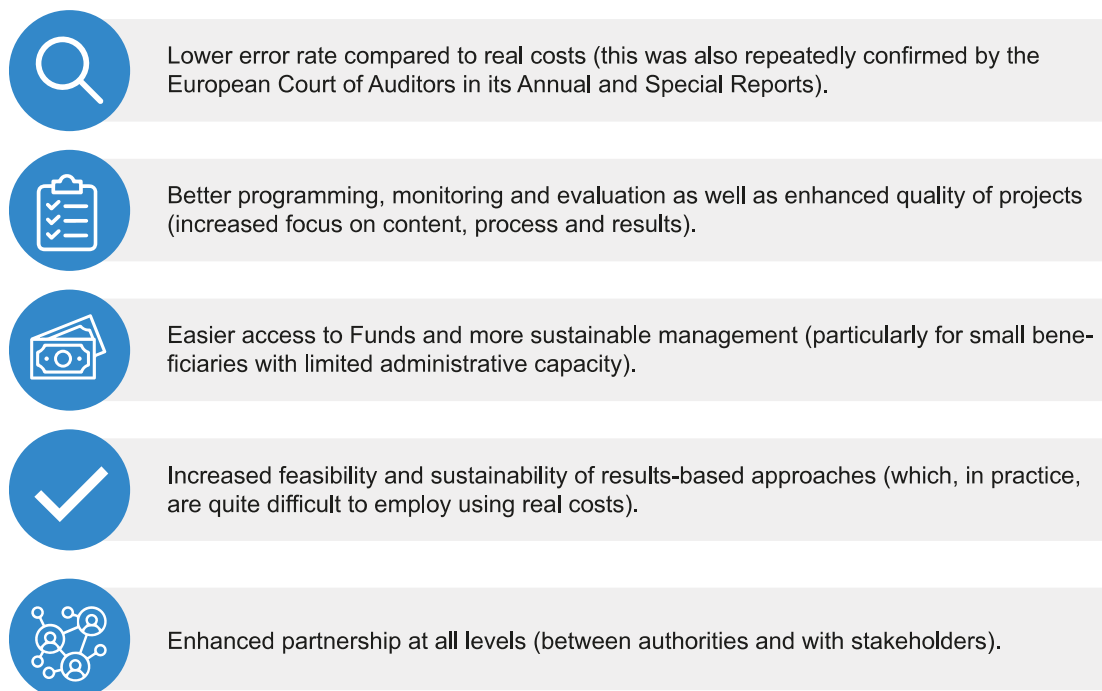 Lower error rate compared to real costs (this was also repeatedly confirmed by the
European Court of Auditors in its Annual and Special Reports).
Better programming, monitoring and evaluation as well as enhanced quality of projects
(increased focus on content, process and results).
Easier access to Funds and more sustainable management (particularly for small bene-
ficiaries with limited administrative capacity).
Increased feasibility and sustainability of results-based approaches (which, in practice,
are quite difficult to employ using real costs).
Enhanced partnership at all levels (between authorities and with stakeholders).